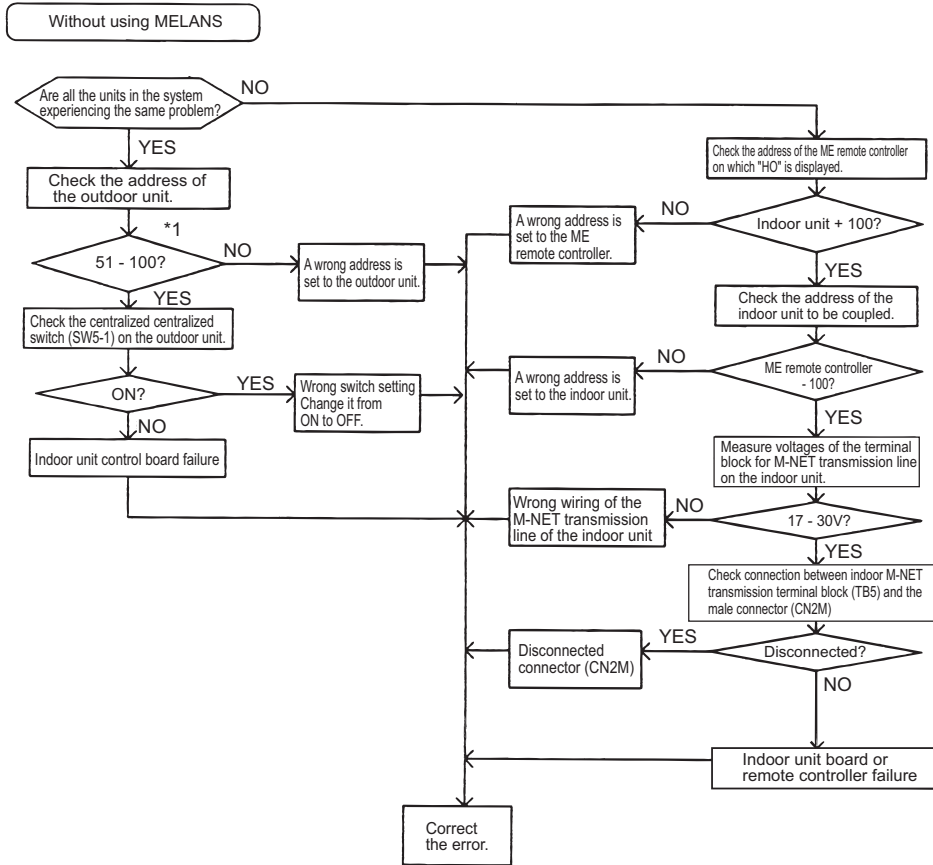 Without using MELANS
Are all the units in the system
experiencing the same problem?
NO
YES
Check the address of
the outdoor unit.
*1
51 - 100?
NO
A wrong address is
set to the outdoor unit.
YES
Check the centralized centralized
switch (SW5-1) on the outdoor unit.
ON?
YES
Wrong switch setting
Change it from
ON to OFF.
NO
Indoor unit control board failure
Check the address of the ME remote controller
on which "HO" is displayed.
Indoor unit + 100?
NO
A wrong address is
set to the ME
remote controller.
YES
Check the address of the
indoor unit to be coupled.
ME remote controller
- 100?
NO
A wrong address is
set to the indoor unit.
YES
Measure voltages of the terminal
block for M-NET transmission line
on the indoor unit.
17 - 30V?
NO
Wrong wiring of the
M-NET transmission
line of the indoor unit
YES
Check connection between indoor M-NET
transmission terminal block (TB5) and the
male connector (CN2M)
Disconnected?
YES
Disconnected
connector (CN2M)
NO
Indoor unit board or
remote controller failure
Correct
the error.